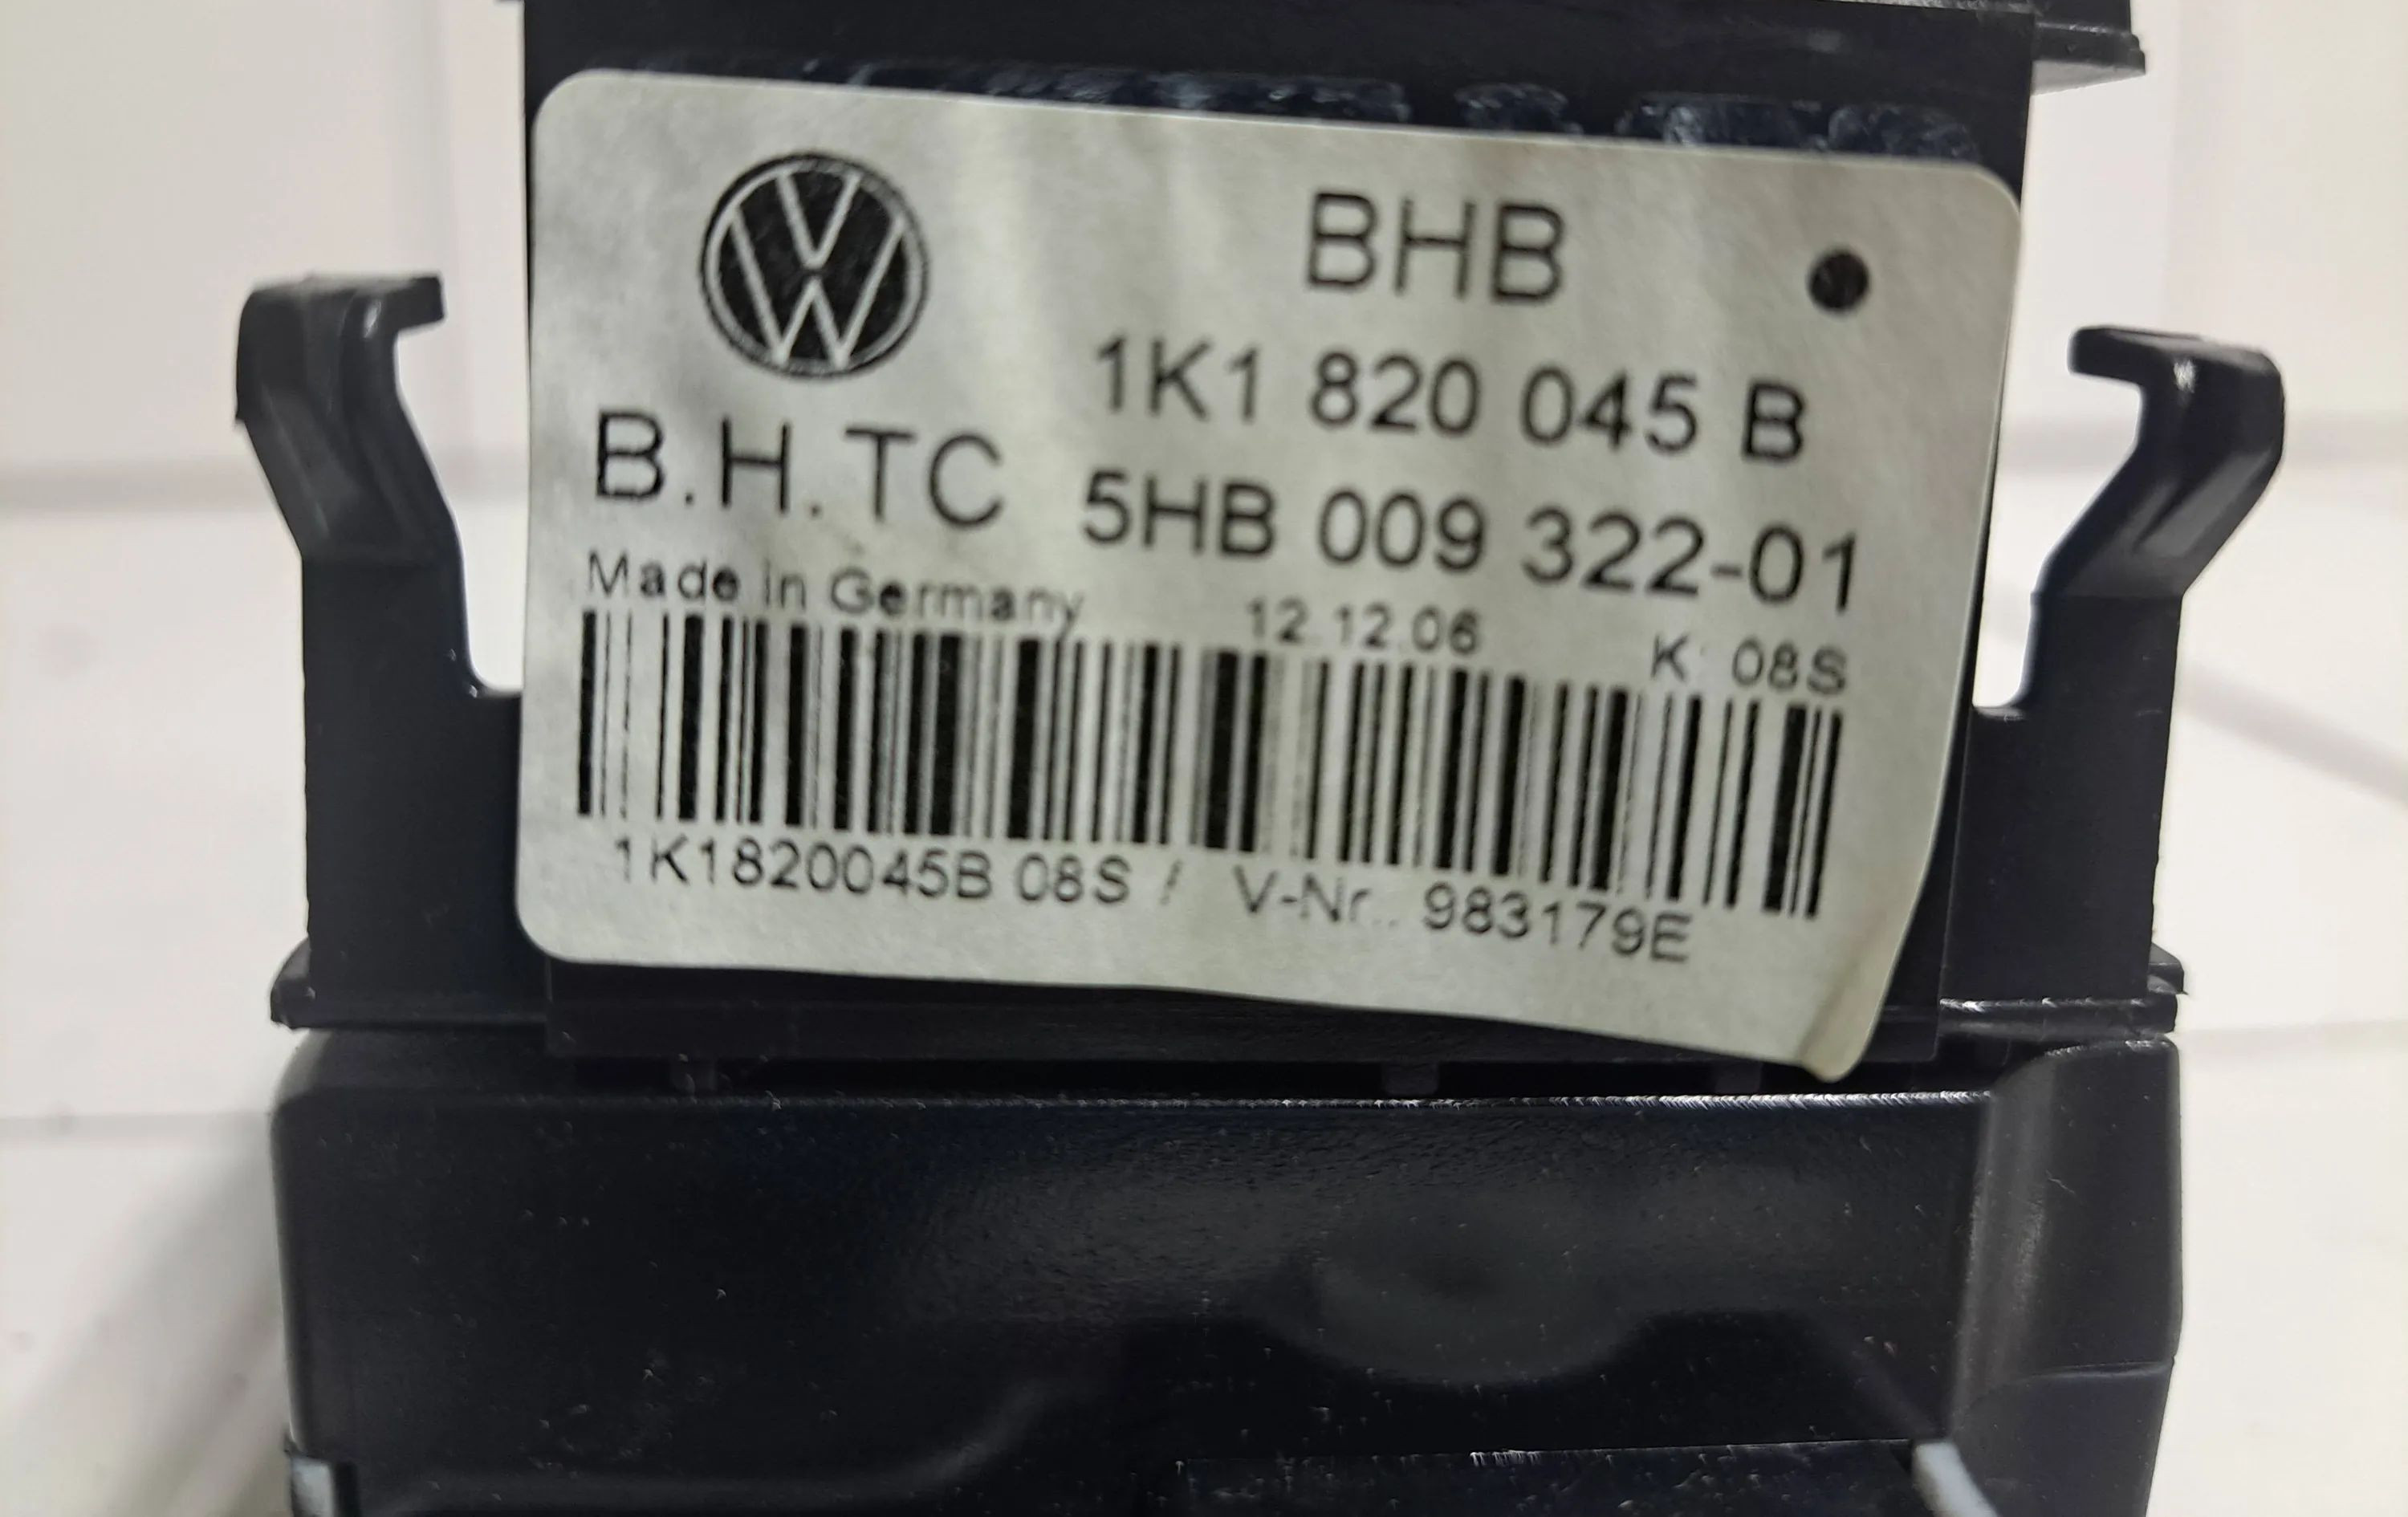 BHB
1K1 820 045 B
B.H.TC 5HB 009 322-01
Made in Germany 12.12.06 K: 08S
1K1820045B 08S / V-Nr.: 983179E